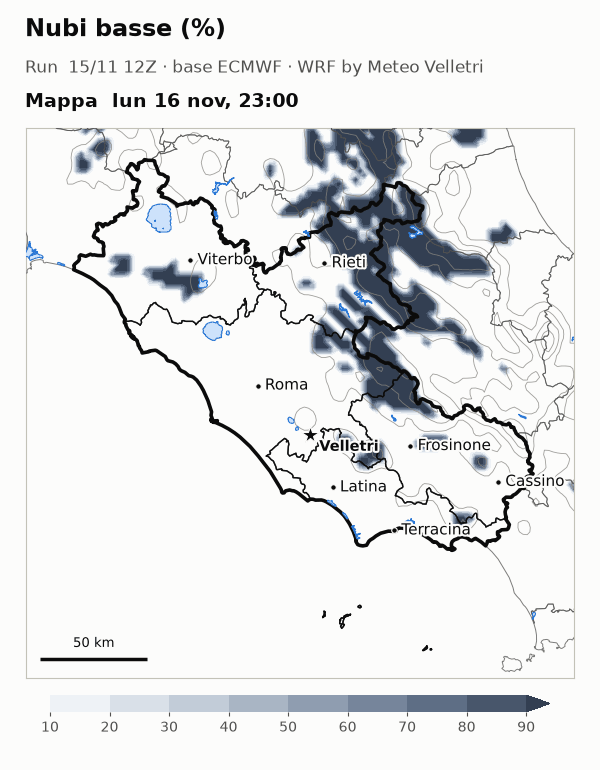 Nubi basse (%)
Run 15/11 12Z · base ECMWF · WRF by Meteo Velletri
Mappa lun 16 nov, 23:00
Viterbo
Rieti
Roma
Velletri
Frosinone
Cassino
Latina
Terracina
50 km
10 20 30 40 50 60 70 80 90